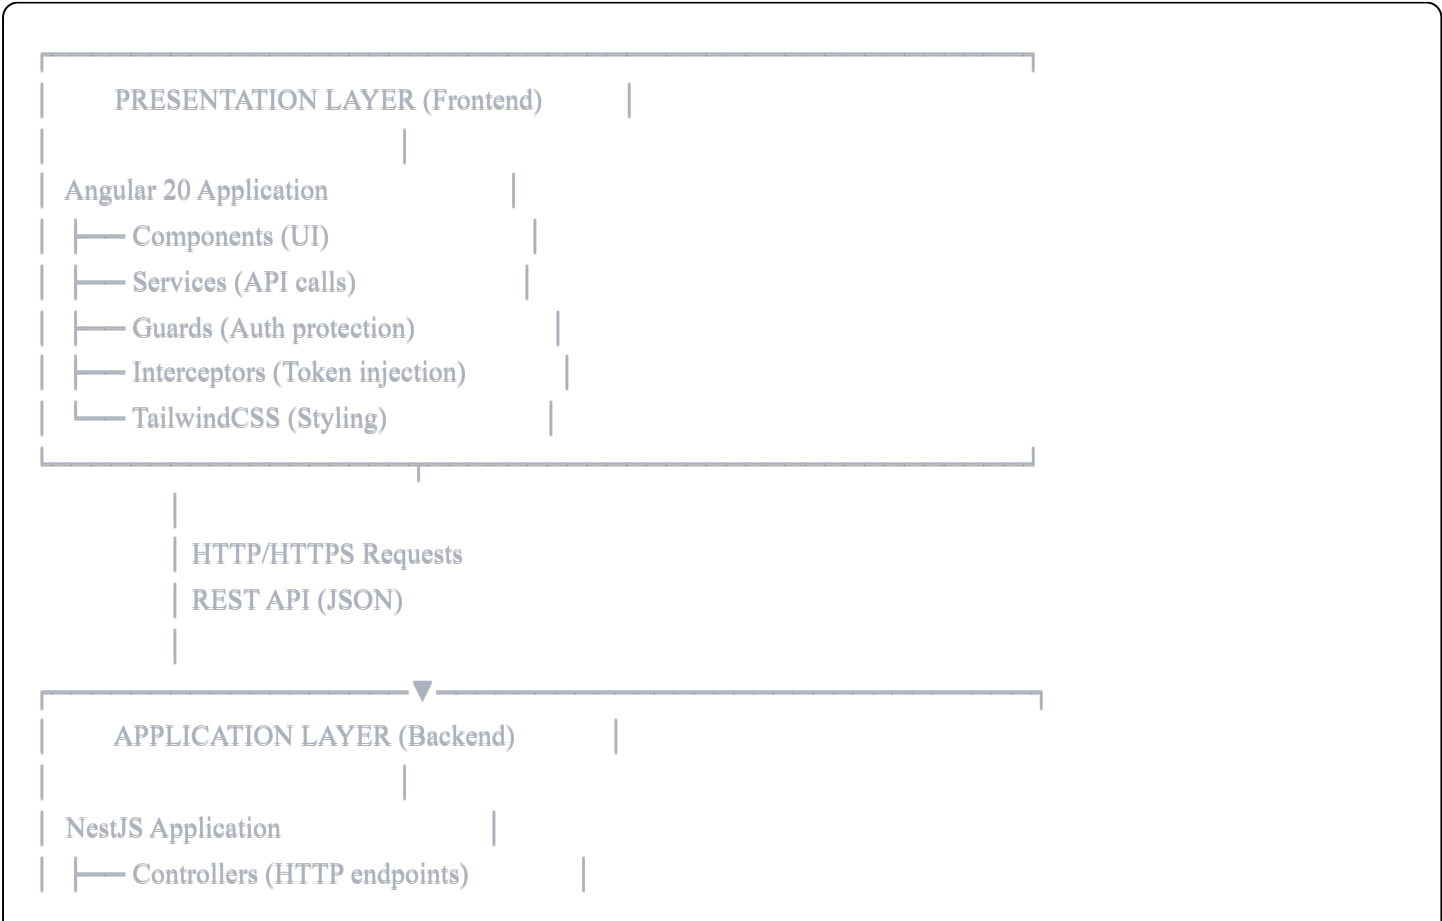 PRESENTATION LAYER (Frontend)
Angular 20 Application
├── Components (UI)
├── Services (API calls)
├── Guards (Auth protection)
├── Interceptors (Token injection)
└── TailwindCSS (Styling)
HTTP/HTTPS Requests
REST API (JSON)
▼
APPLICATION LAYER (Backend)
NestJS Application
├── Controllers (HTTP endpoints)